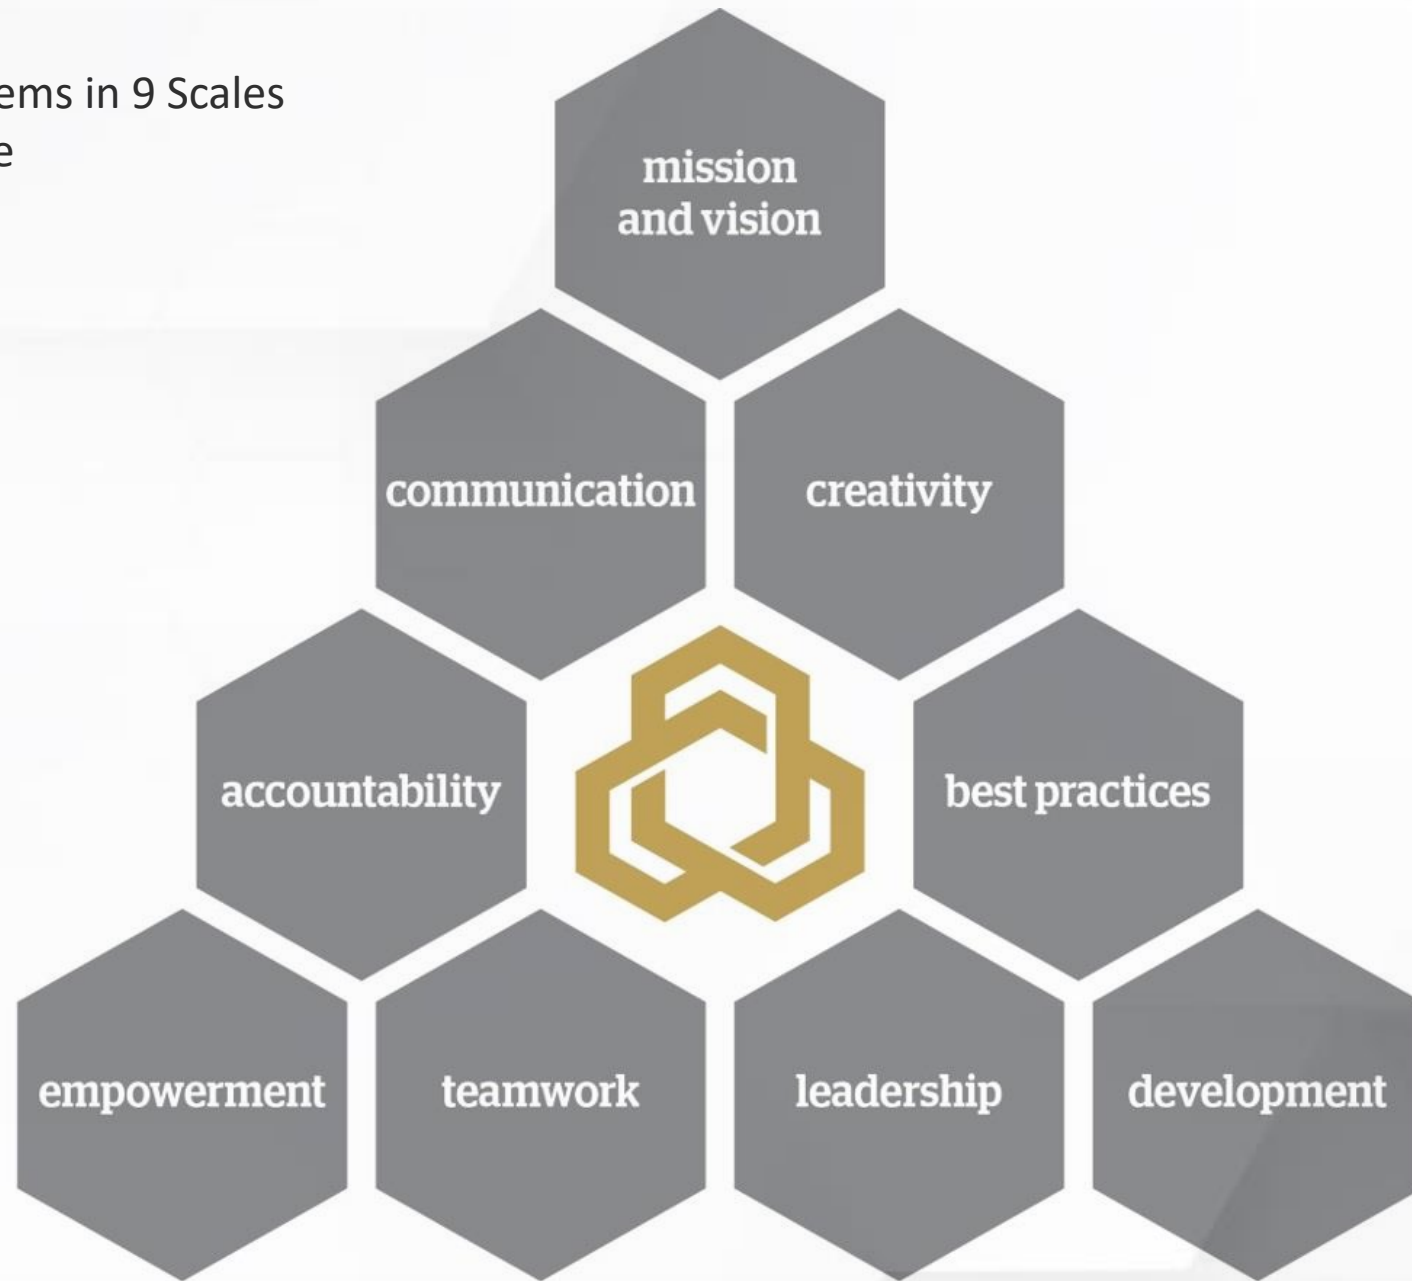 ems in 9 Scales
e
mission
and vision
communication
creativity
accountability
best practices
empowerment
teamwork
leadership
development